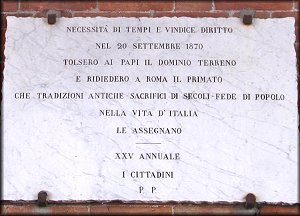 NECESSITÀ DI TEMPI E VINDICE DIRITTO
NEL 20 SETTEMBRE 1870
TOLSERO AI PAPI IL DOMINIO TERRENO
E RIDIEDERO A ROMA IL PRIMATO
CHE TRADIZIONI ANTICHE-SACRIFICI DI SECOLI-FEDE DI POPOLO
NELLA VITA D'ITALIA
LE ASSEGNANO
XXV ANNUALE
I CITTADINI
P P